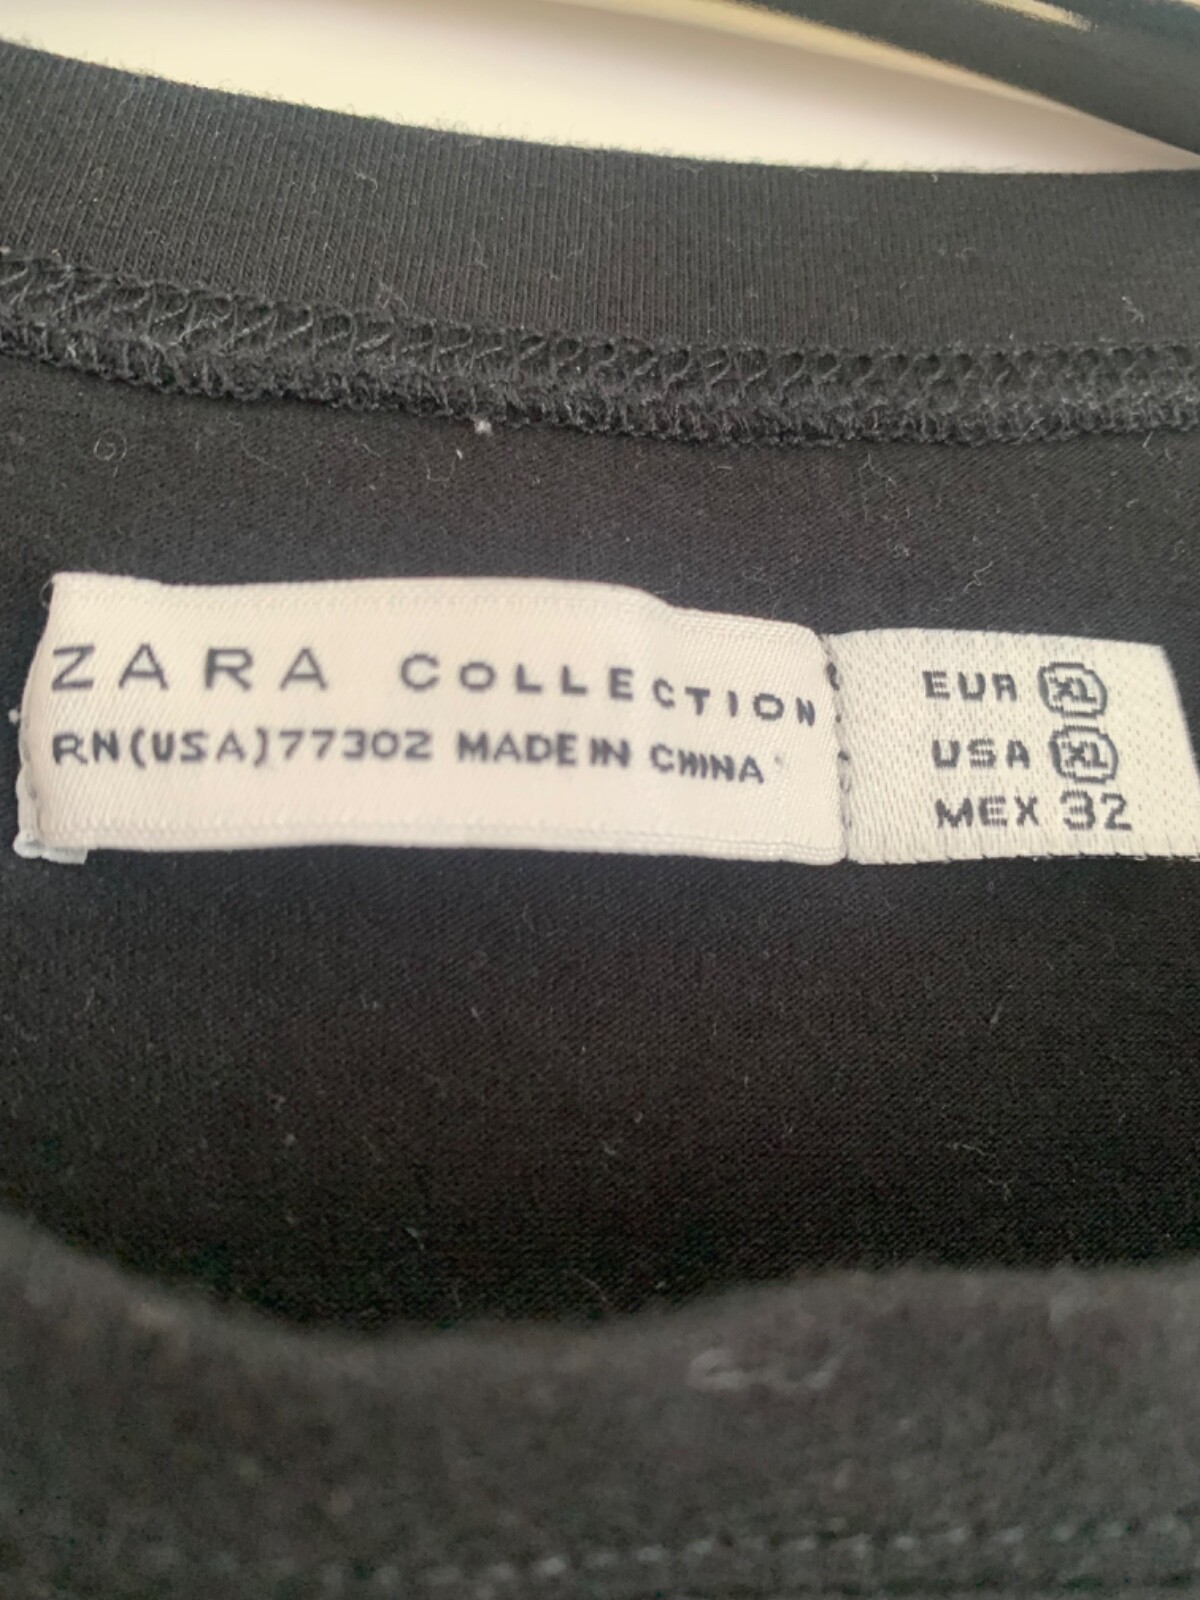 ZARA COLLECTION
RN(USA)77302 MADE IN CHINA
EUR XL
USA XL
MEX 32